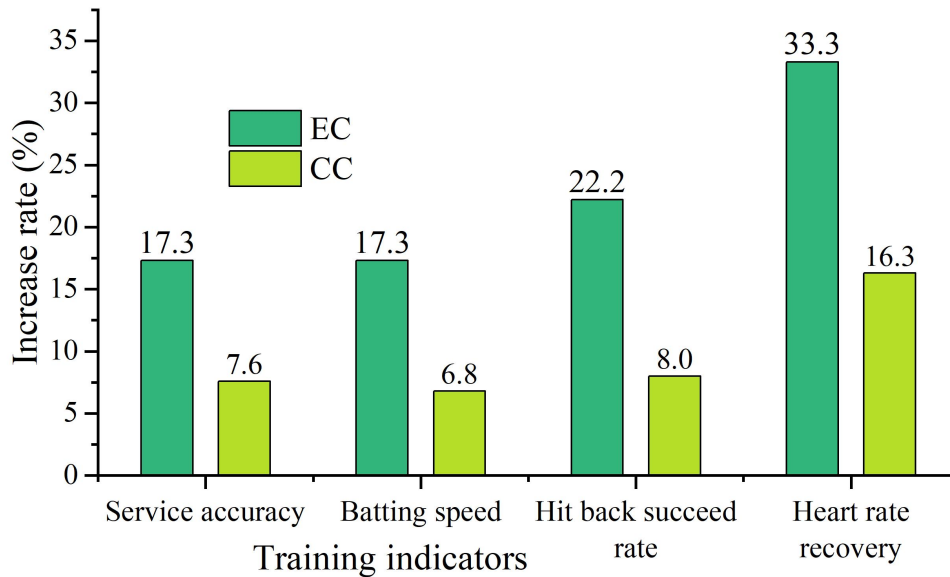 Increase rate (%)
35
30
25
20
15
10
5
0
EC
CC
17.3
7.6
17.3
6.8
22.2
8.0
33.3
16.3
Service accuracy
Batting speed
Hit back succeed
rate
Heart rate
recovery
Training indicators